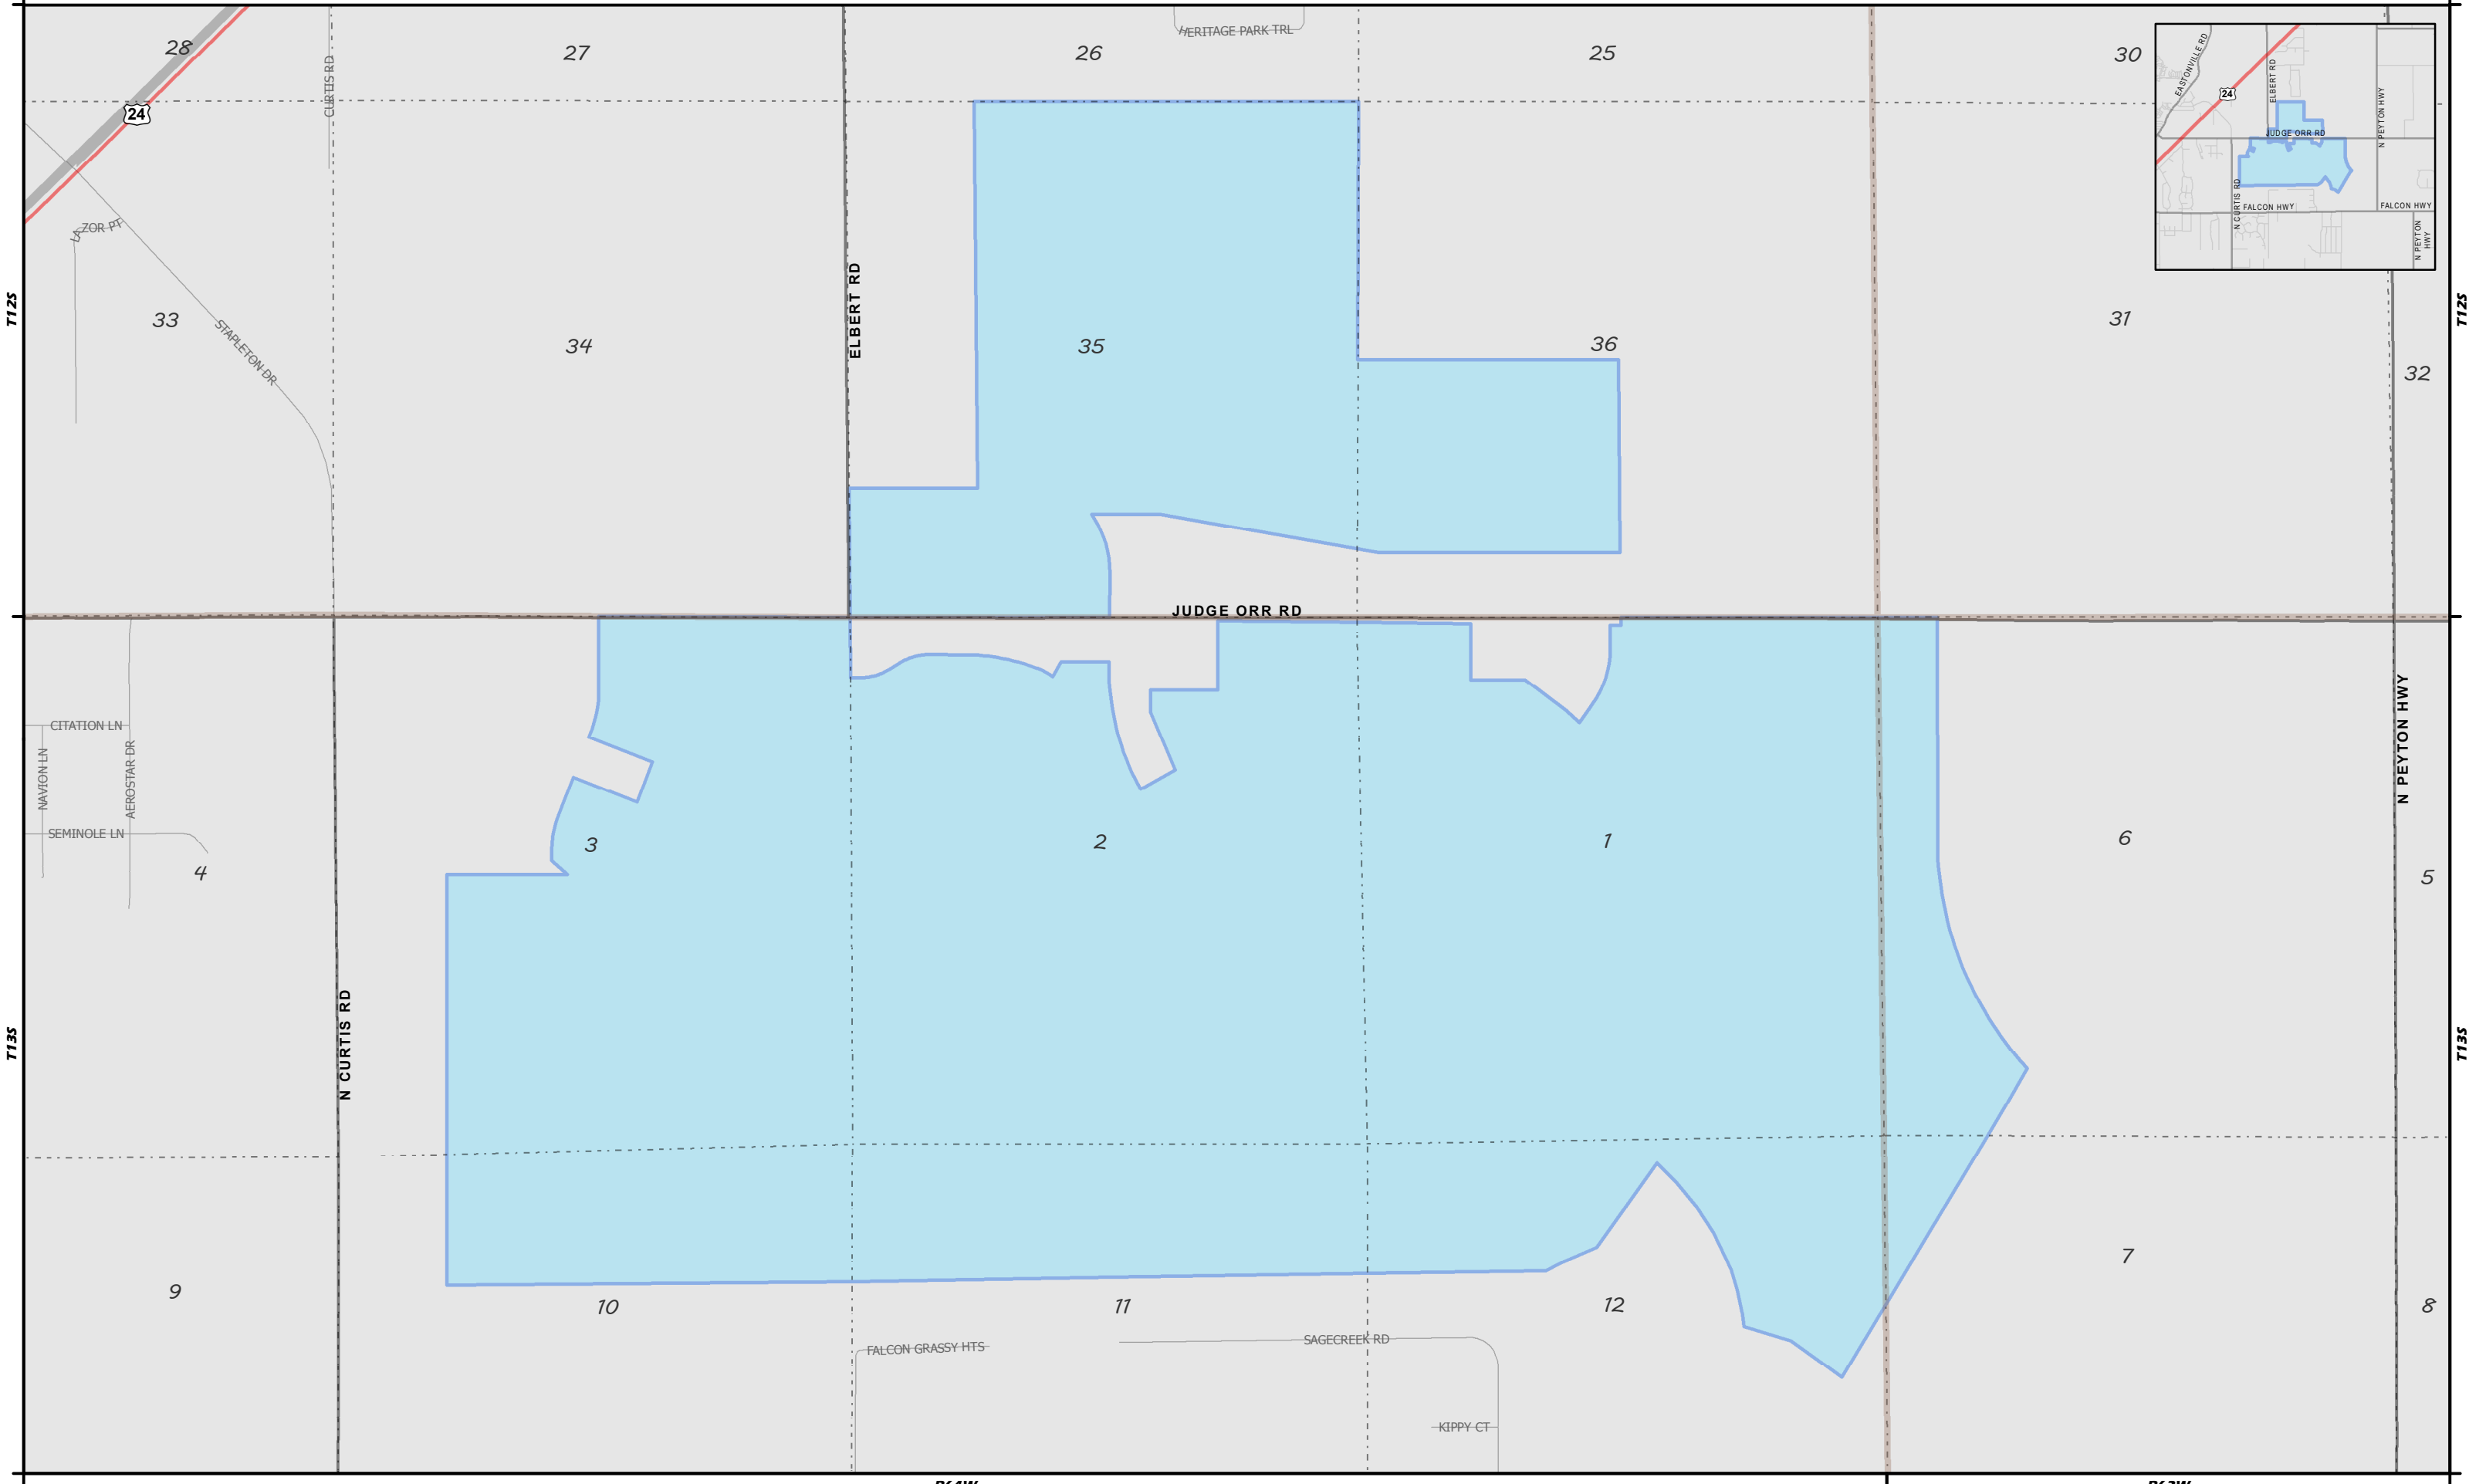 28
27
26
HERITAGE PARK TRL
25
30
CURTIS RD
24
EASTONVILLE RD
24
ELBERT RD
N PEYTON HWY
JUDGE ORR RD
N CURTIS RD
FALCON HWY
FALCON HWY
N PEYTON
HWY
LAZOR PT
STAPLETON DR
T12S
33
34
ELBERT RD
35
36
31
32
T12S
JUDGE ORR RD
CITATION LN
NAVION LN
AEROSTAR DR
SEMINOLE LN
N PEYTON HWY
4
3
2
1
6
5
T13S
N CURTIS RD
T13S
9
10
11
12
7
8
FALCON GRASSY HTS
SAGECREEK RD
KIPPY CT